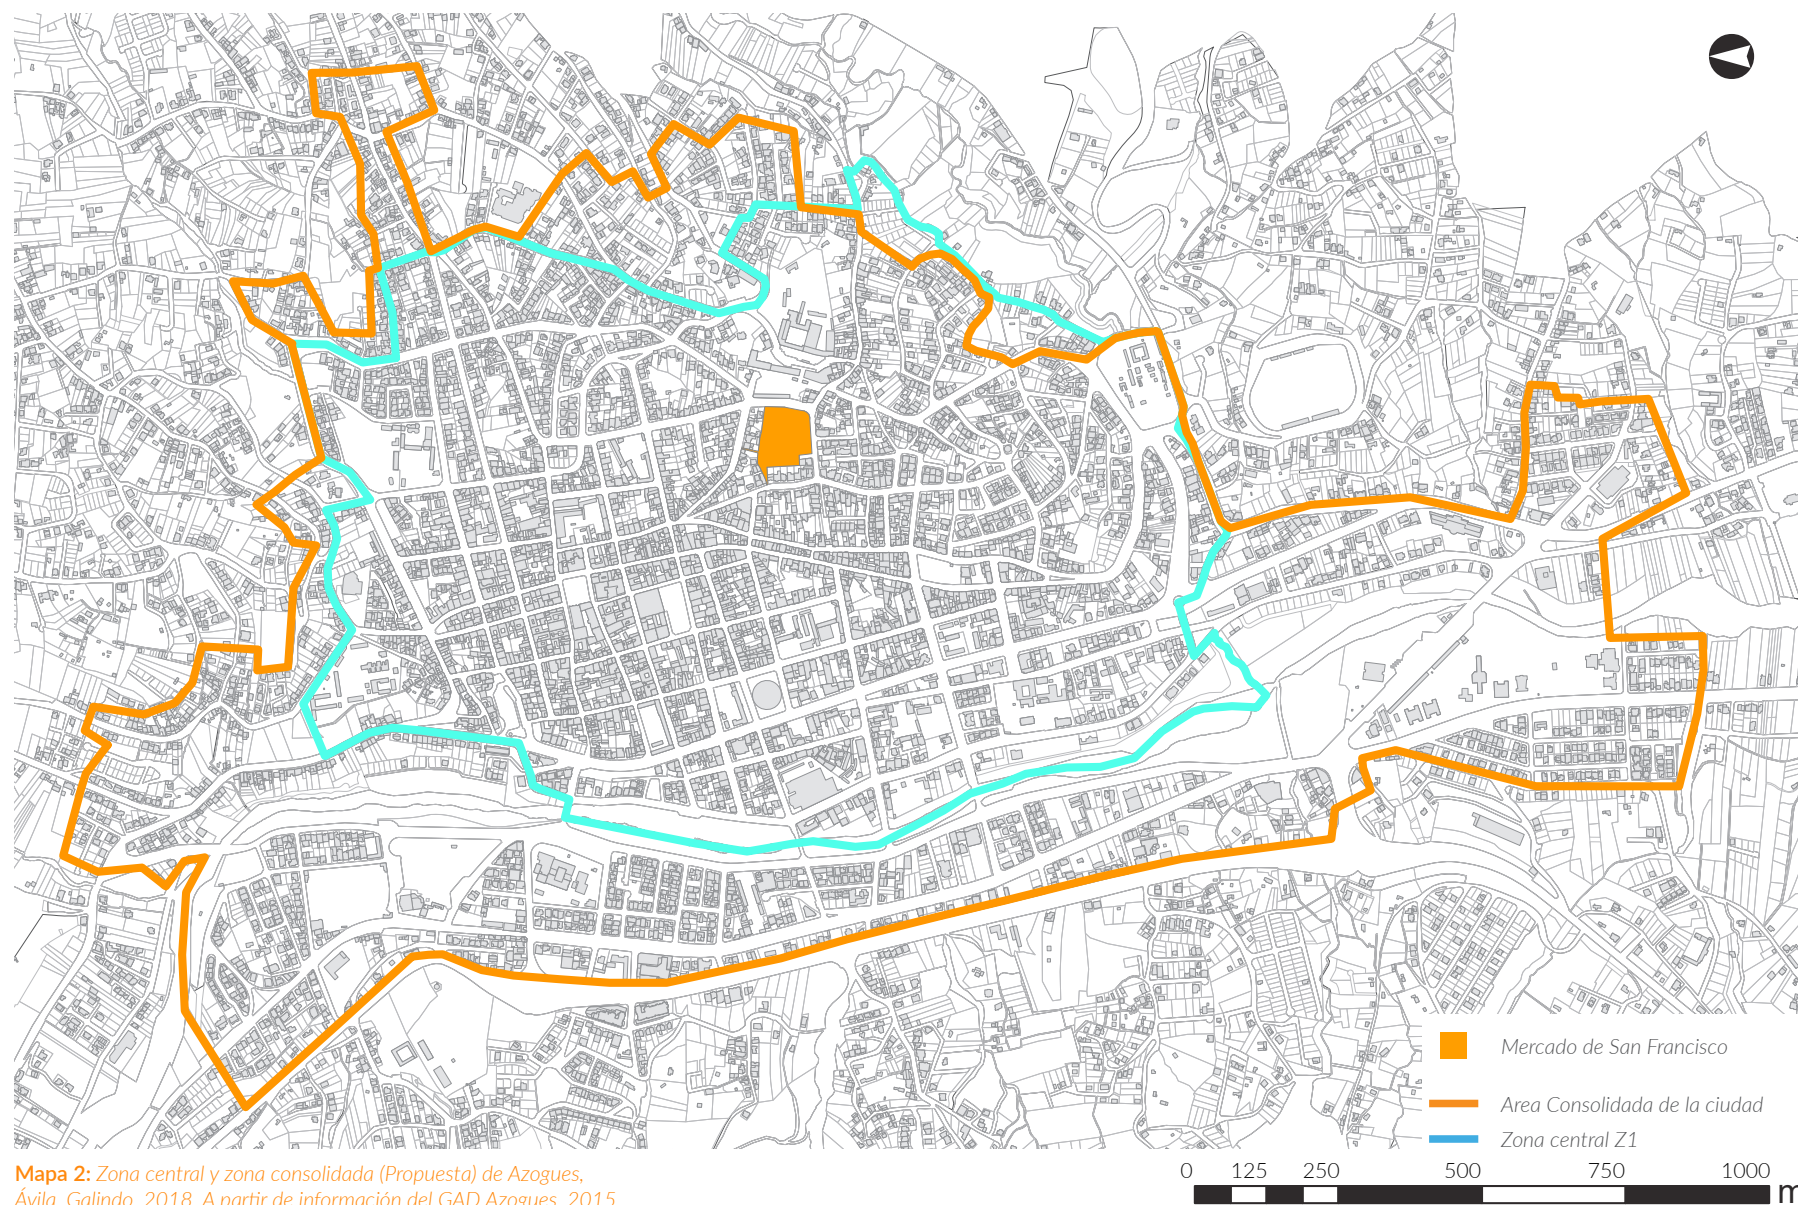 Mercado de San Francisco
Area Consolidada de la ciudad
Zona central Z1
0 125 250 500 750 1000 m
Mapa 2: Zona central y zona consolidada (Propuesta) de Azogues,
Ávila, Galindo, 2018. A partir de información del GAD Azogues, 2015